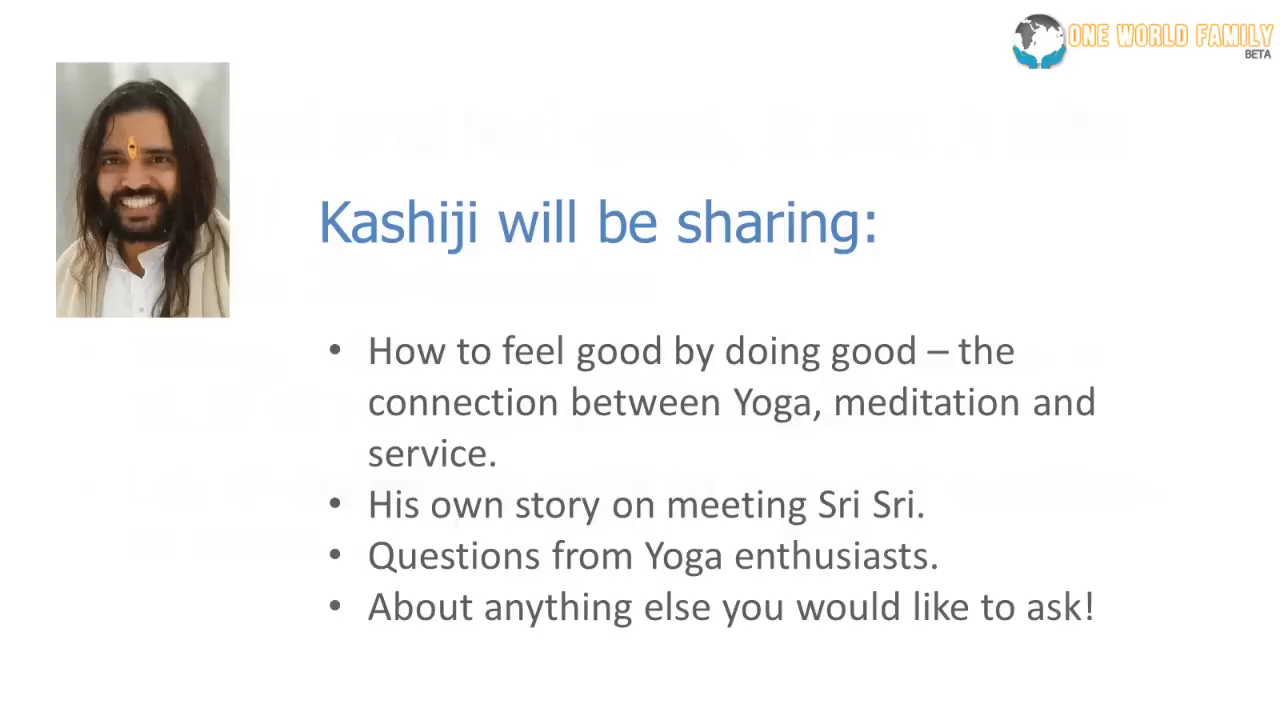 ONE WORLD FAMILY
BETA
Kashiji will be sharing:
• How to feel good by doing good – the
connection between Yoga, meditation and
service.
• His own story on meeting Sri Sri.
• Questions from Yoga enthusiasts.
• About anything else you would like to ask!